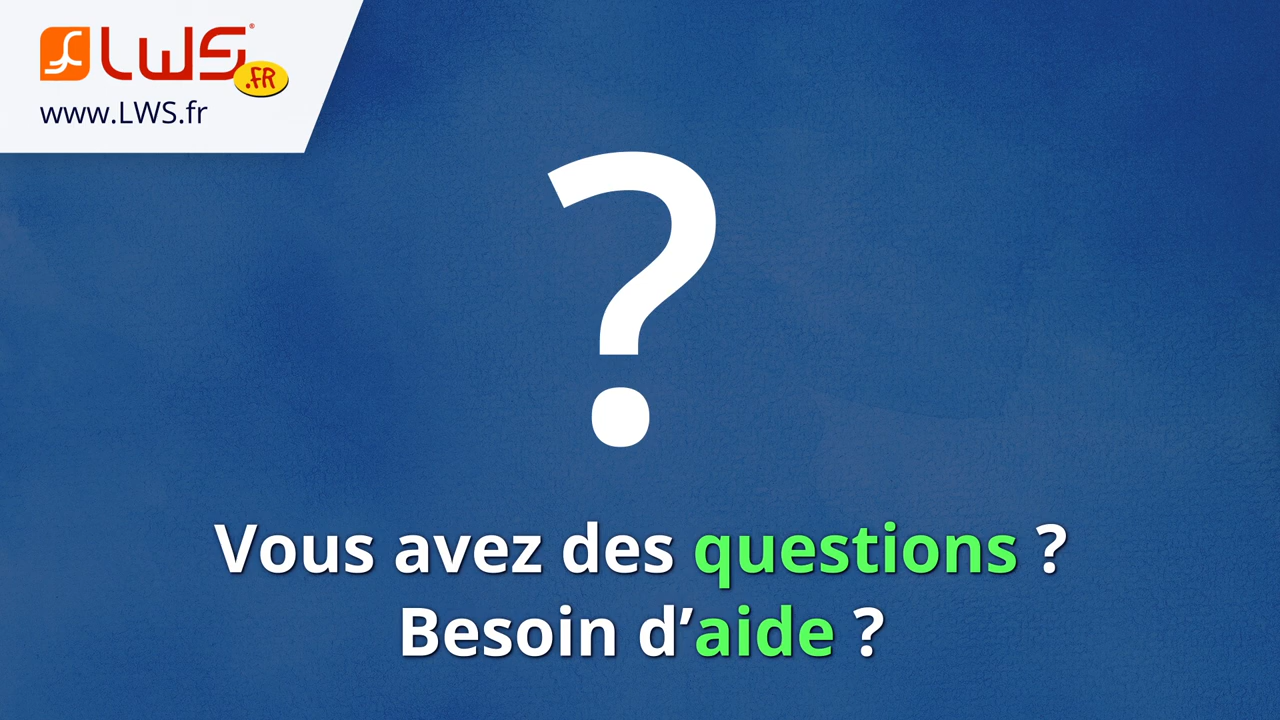 LWS®
.FR
www.LWS.fr
?
Vous avez des questions ?
Besoin d’aide ?